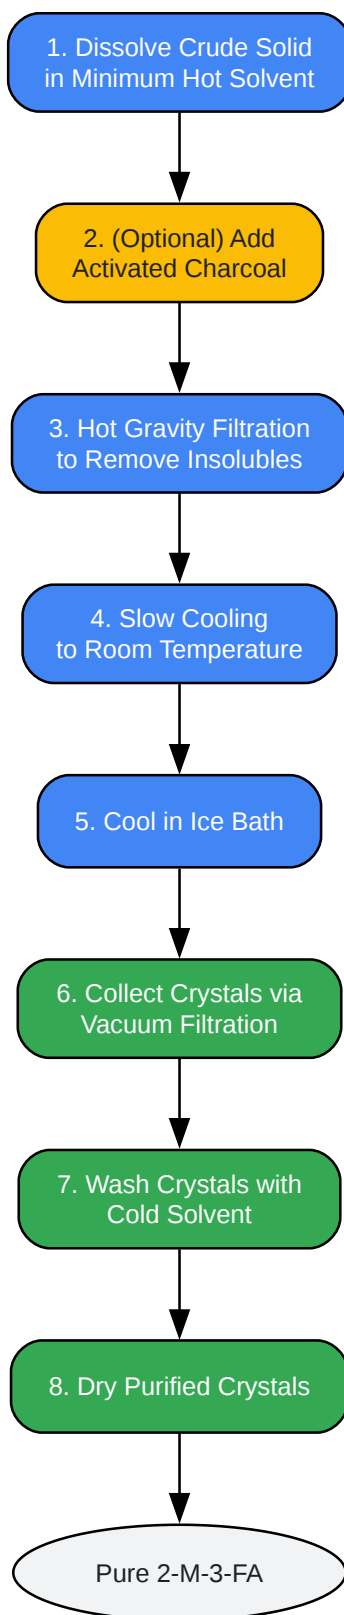 1. Dissolve Crude Solid
in Minimum Hot Solvent
2. (Optional) Add
Activated Charcoal
3. Hot Gravity Filtration
to Remove Insolubles
4. Slow Cooling
to Room Temperature
5. Cool in Ice Bath
6. Collect Crystals via
Vacuum Filtration
7. Wash Crystals with
Cold Solvent
8. Dry Purified Crystals
Pure 2-M-3-FA